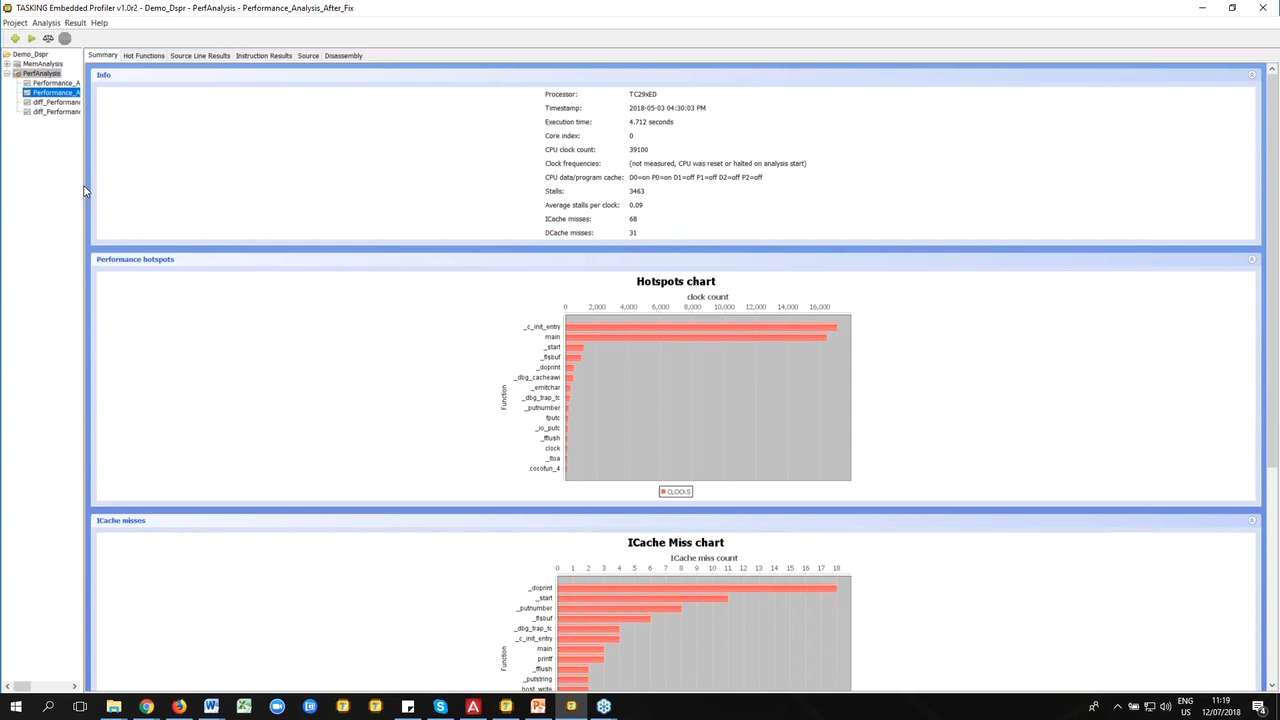 TASKING Embedded Profiler v1.0r2 - Demo_Dspr - PerfAnalysis - Performance_Analysis_After_Fix
Project Analysis Result Help
Demo_Dspr
MemAnalysis
PerfAnalysis
Performance_A
Performance_A
diff_Performanc
diff_Performanc
Summary Hot Functions Source Line Results Instruction Results Source Disassembly
Info
Processor: TC29xED
Timestamp: 2018-05-03 04:30:03 PM
Execution time: 4.712 seconds
Core index: 0
CPU clock count: 39100
Clock frequencies: (not measured, CPU was reset or halted on analysis start)
CPU data/program cache: D0=on P0=on D1=off P1=off D2=off P2=off
Stalls: 3463
Average stalls per clock: 0.09
ICache misses: 68
DCache misses: 31
Performance hotspots
Hotspots chart
clock count
0 2,000 4,000 6,000 8,000 10,000 12,000 14,000 16,000
_c_init_entry
main
_start
_flsbuf
_doprint
_dbg_cacheawi
_emitchar
_dbg_trap_tc
_putnumber
fputc
_io_putc
_fflush
clock
_ltoa
.cocofun_4
Function
CLOCKS
ICache misses
ICache Miss chart
ICache miss count
0 1 2 3 4 5 6 7 8 9 10 11 12 13 14 15 16 17 18
_doprint
_start
_putnumber
_flsbuf
_dbg_trap_tc
_c_init_entry
main
printf
_fflush
_putstring
host_write
Function
ENG
US
11:19
12/07/2018